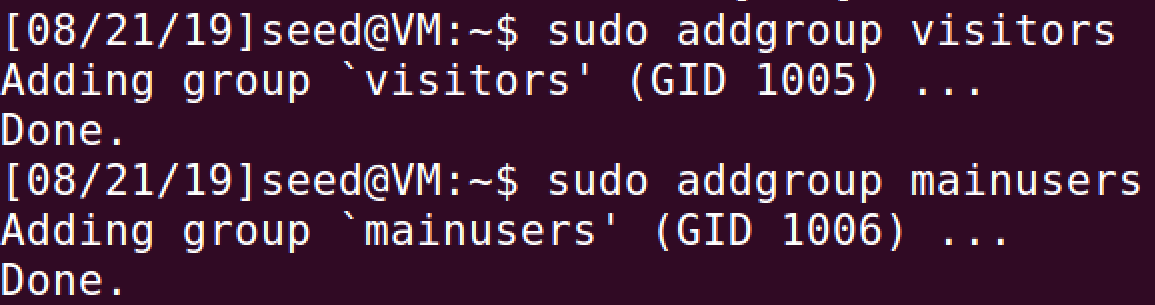 [08/21/19]seed@VM:~$ sudo addgroup visitors
Adding group `visitors' (GID 1005) ...
Done.
[08/21/19]seed@VM:~$ sudo addgroup mainusers
Adding group `mainusers' (GID 1006) ...
Done.